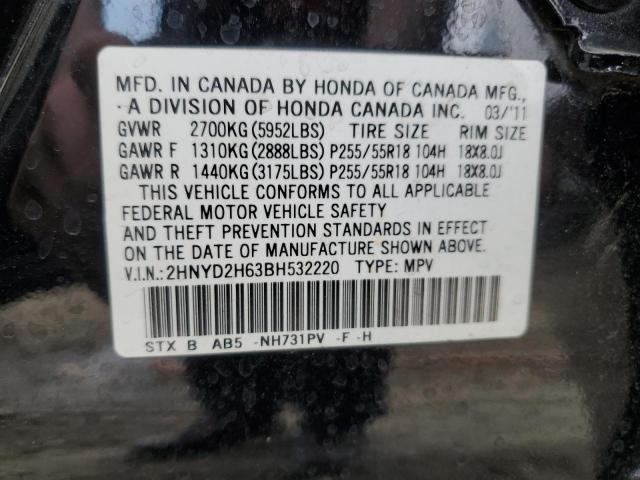 MFD. IN CANADA BY HONDA OF CANADA MFG.,
A DIVISION OF HONDA CANADA INC. 03/'11
GVWR 2700KG(5952LBS) TIRE SIZE RIM SIZE
GAWR F 1310KG(2888LBS) P255/55R18 104H 18X8.0J
GAWR R 1440KG(3175LBS) P255/55R18 104H 18X8.0J
THIS VEHICLE CONFORMS TO ALL APPLICABLE
FEDERAL MOTOR VEHICLE SAFETY
AND THEFT PREVENTION STANDARDS IN EFFECT
ON THE DATE OF MANUFACTURE SHOWN ABOVE.
V.I.N.:2HNYD2H63BH532220 TYPE: MPV
STX B AB5 -NH731PV -F -H